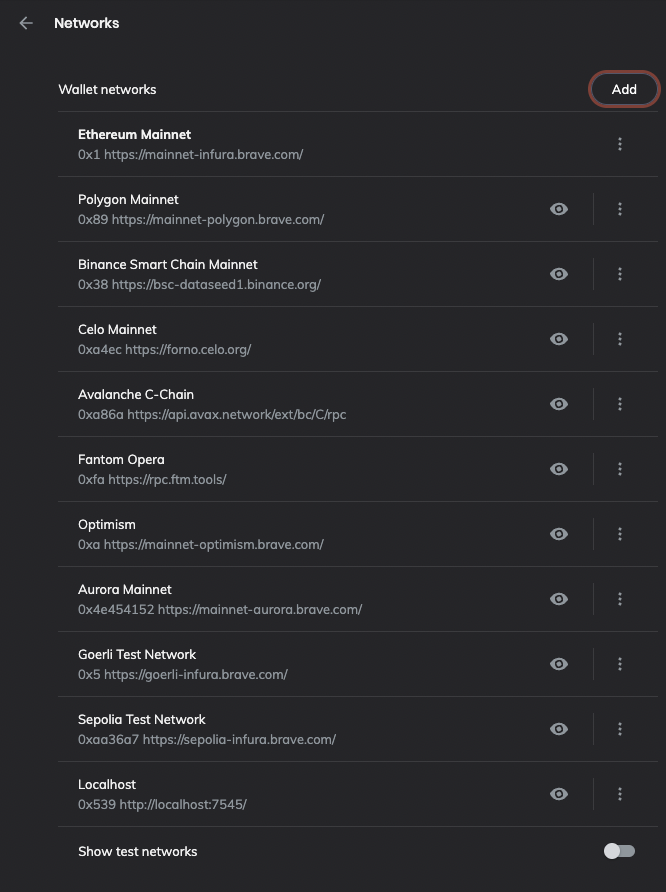 Networks
Wallet networks
Add
Ethereum Mainnet
0x1 https://mainnet-infura.brave.com/
Polygon Mainnet
0x89 https://mainnet-polygon.brave.com/
Binance Smart Chain Mainnet
0x38 https://bsc-dataseed1.binance.org/
Celo Mainnet
0xa4ec https://forno.celo.org/
Avalanche C-Chain
0xa86a https://api.avax.network/ext/bc/C/rpc
Fantom Opera
0xfa https://rpc.ftm.tools/
Optimism
0xa https://mainnet-optimism.brave.com/
Aurora Mainnet
0x4e454152 https://mainnet-aurora.brave.com/
Goerli Test Network
0x5 https://goerli-infura.brave.com/
Sepolia Test Network
0xaa36a7 https://sepolia-infura.brave.com/
Localhost
0x539 http://localhost:7545/
Show test networks